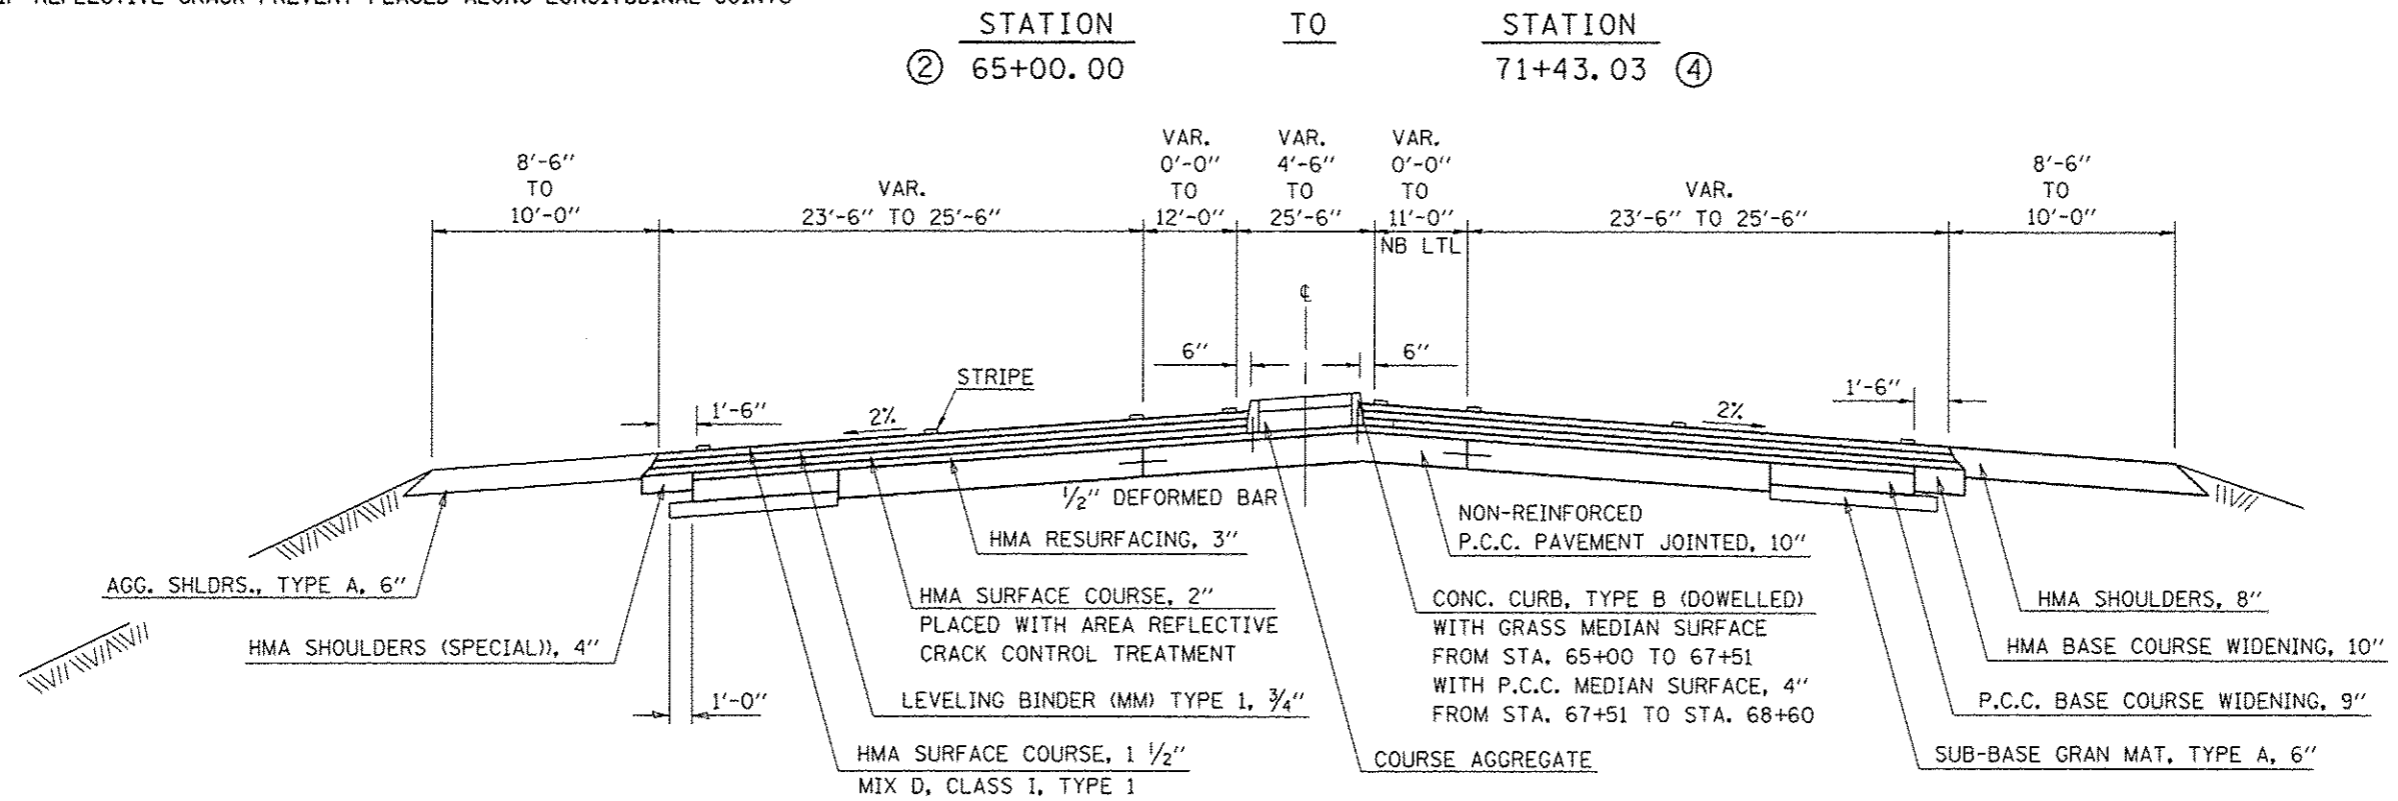 REFLECTIVE CRACK PREVENT PLACED ALONG LONGITUDINAL JOINTS
STATION TO STATION
② 65+00.00 71+43.03 ④
8'-6" TO 10'-0"
VAR. 23'-6" TO 25'-6"
VAR. 0'-0" TO 12'-0"
VAR. 4'-6" TO 25'-6"
VAR. 0'-0" TO 11'-0"
NB LTL
VAR. 23'-6" TO 25'-6"
8'-6" TO 10'-0"
℄
6"
6"
STRIPE
1'-6"
2%
2%
1'-6"
1/2" DEFORMED BAR
HMA RESURFACING, 3"
NON-REINFORCED
P.C.C. PAVEMENT JOINTED, 10"
AGG. SHLDRS., TYPE A, 6"
HMA SHOULDERS (SPECIAL)), 4"
1'-0"
HMA SURFACE COURSE, 2"
PLACED WITH AREA REFLECTIVE
CRACK CONTROL TREATMENT
LEVELING BINDER (MM) TYPE 1, 3/4"
HMA SURFACE COURSE, 1 1/2"
MIX D, CLASS I, TYPE 1
CONC. CURB, TYPE B (DOWELLED)
WITH GRASS MEDIAN SURFACE
FROM STA. 65+00 TO 67+51
WITH P.C.C. MEDIAN SURFACE, 4"
FROM STA. 67+51 TO STA. 68+60
COURSE AGGREGATE
HMA SHOULDERS, 8"
HMA BASE COURSE WIDENING, 10"
P.C.C. BASE COURSE WIDENING, 9"
SUB-BASE GRAN MAT, TYPE A, 6"